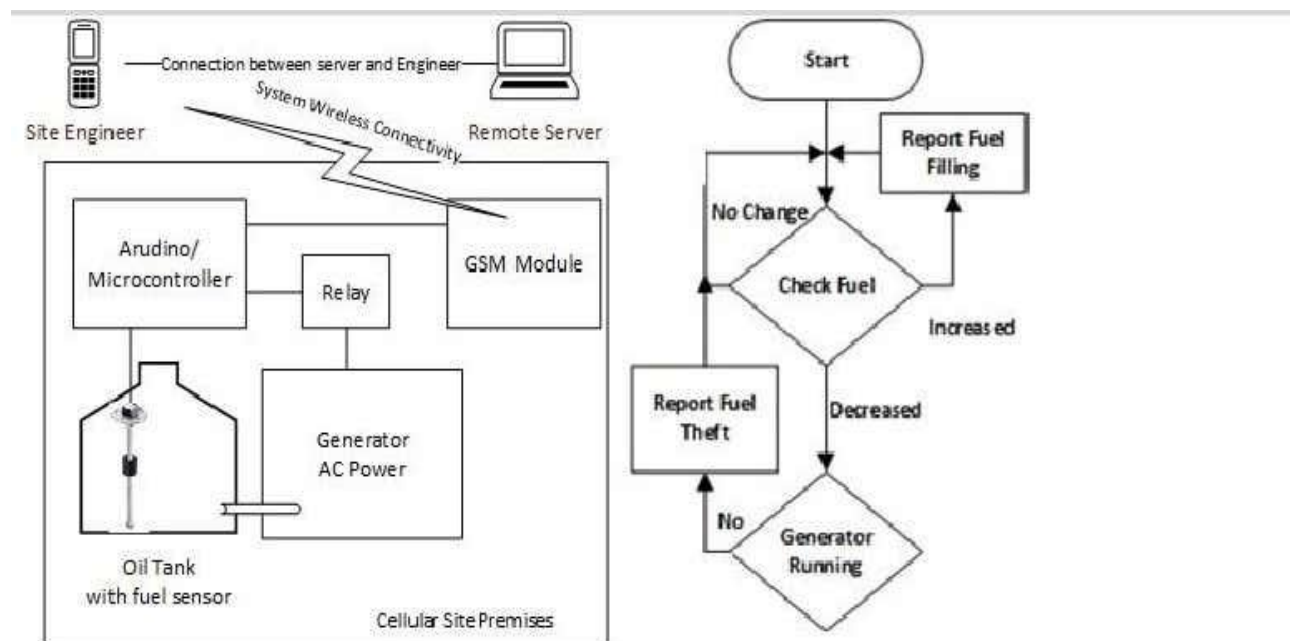 Connection between server and Engineer
System Wireless Connectivity
Site Engineer
Remote Server
Arudino/
Microcontroller
Relay
GSM Module
Generator
AC Power
Oil Tank
with fuel sensor
Cellular Site Premises
Start
Report Fuel
Filling
No Change
Check Fuel
Increased
Report Fuel
Theft
Decreased
No
Generator
Running